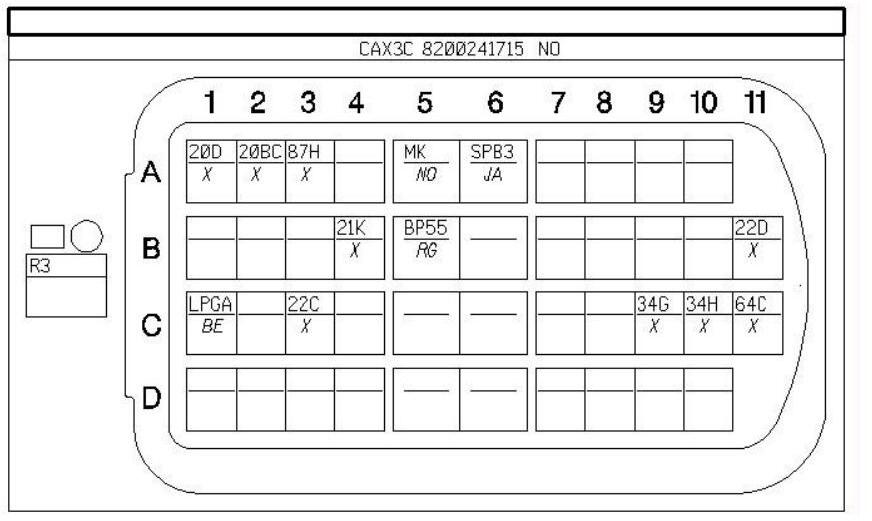 CAX3C 8200241715 NO
1 2 3 4 5 6 7 8 9 10 11
A 20D 20BC 87H MK SPB3
X X X NO JA
B 21K BP55 22D
X RG X
R3
C LPGA 22C 34G 34H 64C
BE X X X X
D